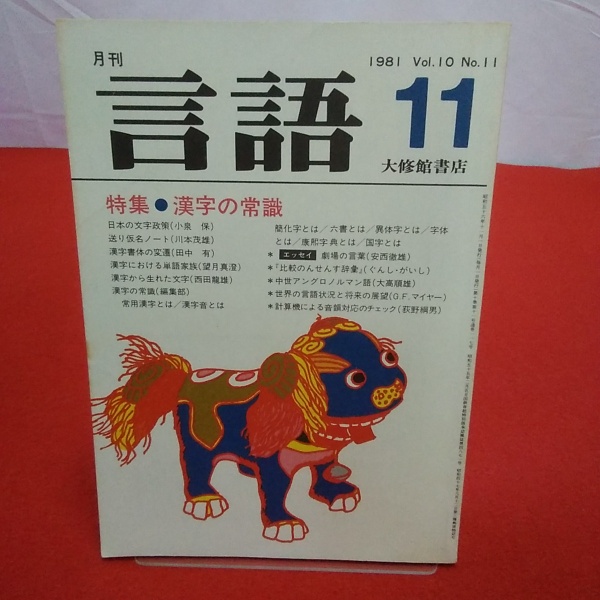 月刊
1981 Vol.10 No.11
言語
11
大修館書店
特集●漢字の常識
日本の文字政策(小泉 保)
送り仮名ノート(川本茂雄)
漢字書体の変遷(田中 有)
漢字における単語家族(望月真澄)
漢字から生れた文字(西田龍雄)
漢字の常識(編集部)
常用漢字とは/漢字音とは
簡化字とは/六書とは/異体字とは/字体
とは/康熙字典とは/国字とは
* エッセイ 劇場の言葉(安西徹雄)
*『比較のんせんす辞彙』(ぐんじ・がいし)
*中世アングロノルマン語(大高順雄)
*世界の言語状況と将来の展望(G.F.マイヤー)
*計算機による音韻対応のチェック(荻野綱男)